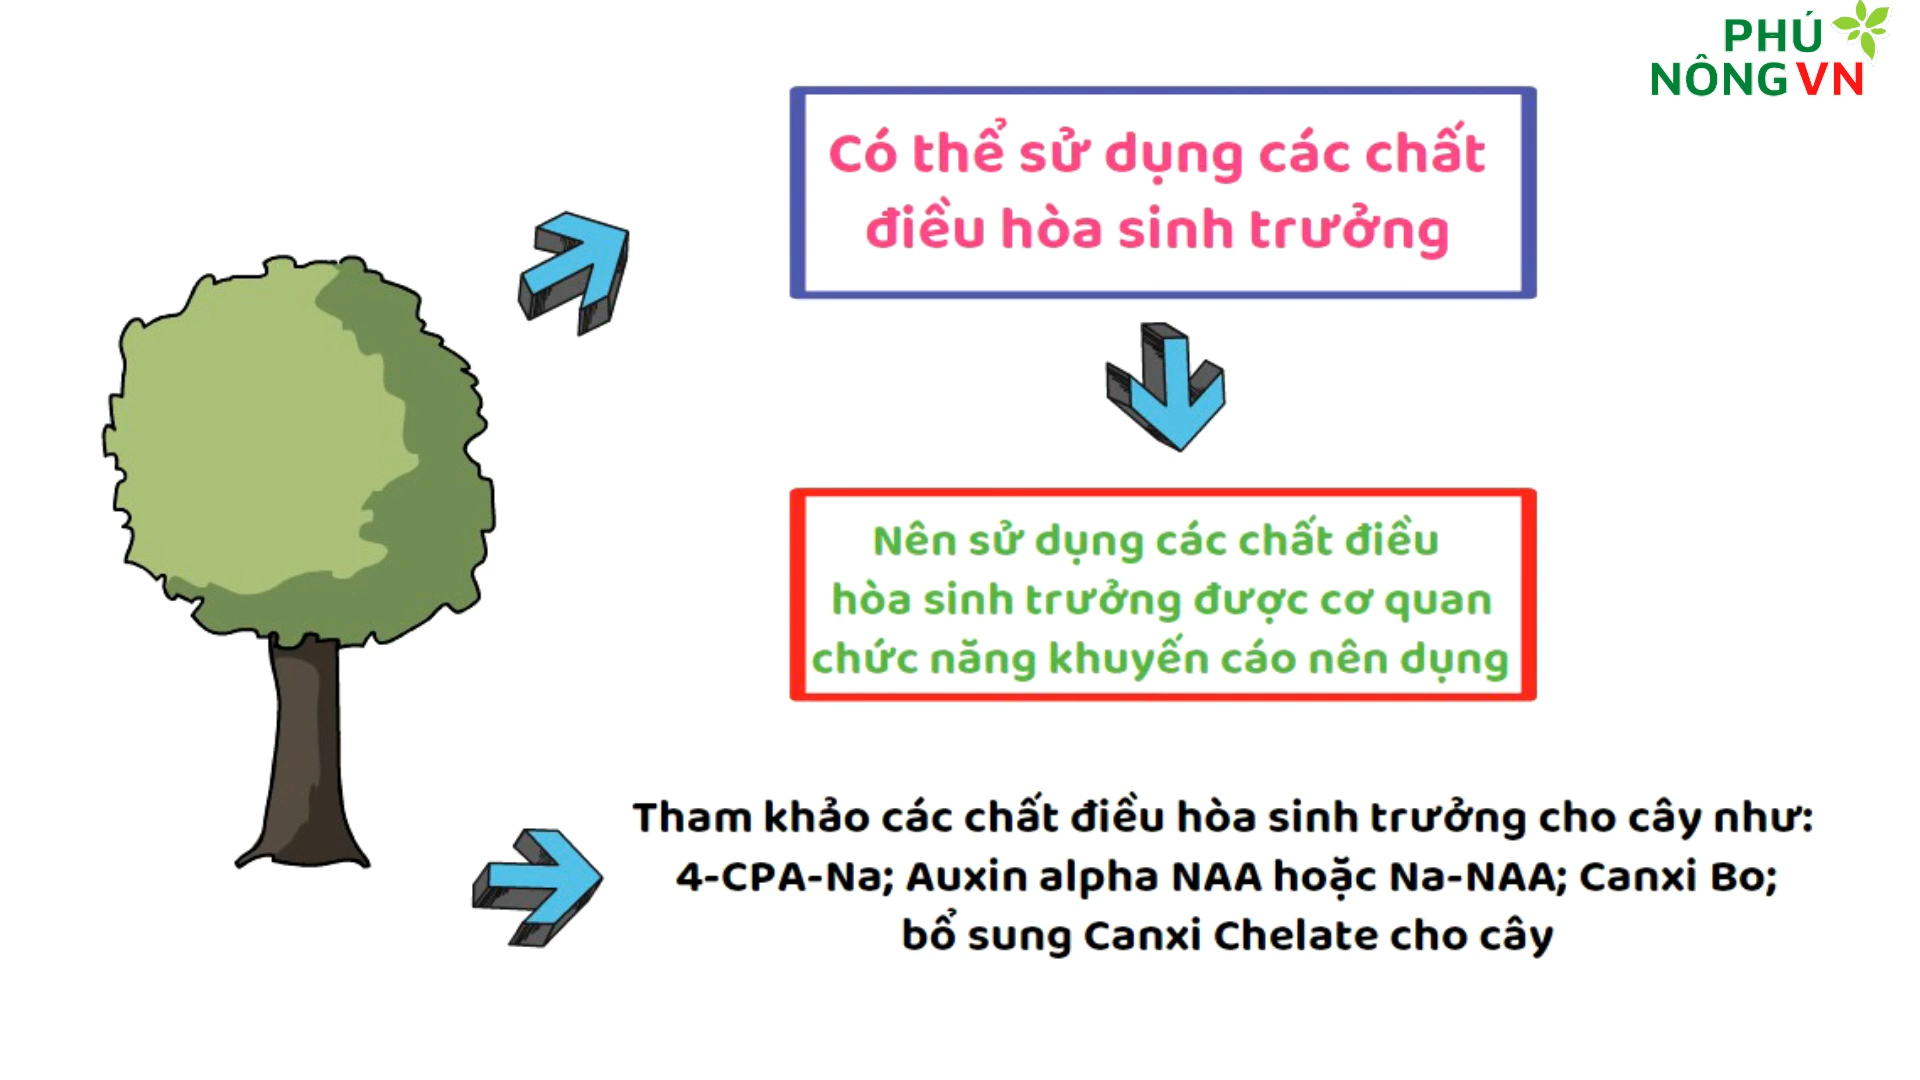 PHÚ
NÔNG VN
Có thể sử dụng các chất
điều hòa sinh trưởng
Nên sử dụng các chất điều
hòa sinh trưởng được cơ quan
chức năng khuyến cáo nên dụng
Tham khảo các chất điều hòa sinh trưởng cho cây như:
4-CPA-Na; Auxin alpha NAA hoặc Na-NAA; Canxi Bo;
bổ sung Canxi Chelate cho cây